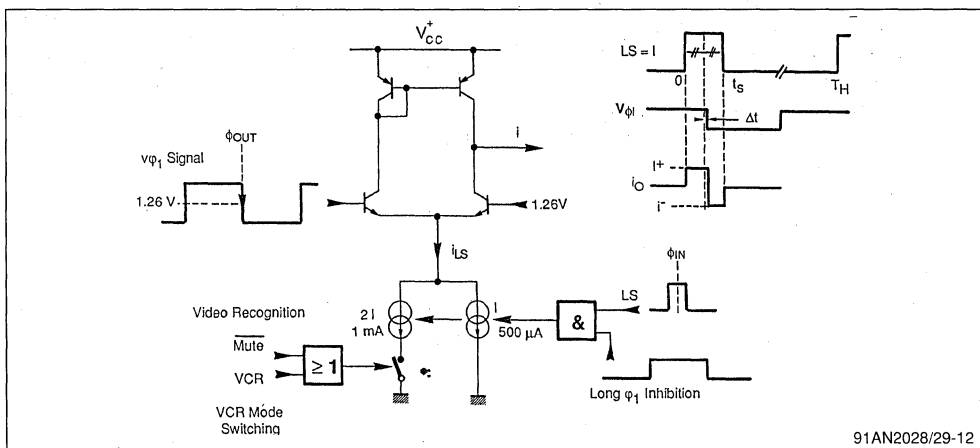 V⁺CC
LS = I
0
tS
TH
VφI
Δt
I+
iO
i-
i
ϕOUT
vφ1 Signal
1.26 V
1.26V
iLS
ϕIN
LS
Video Recognition
2 I
1 mA
I
500 μA
&
Mute
VCR
≥ 1
Long φ1 Inhibition
VCR Mode
Switching
91AN2028/29-12